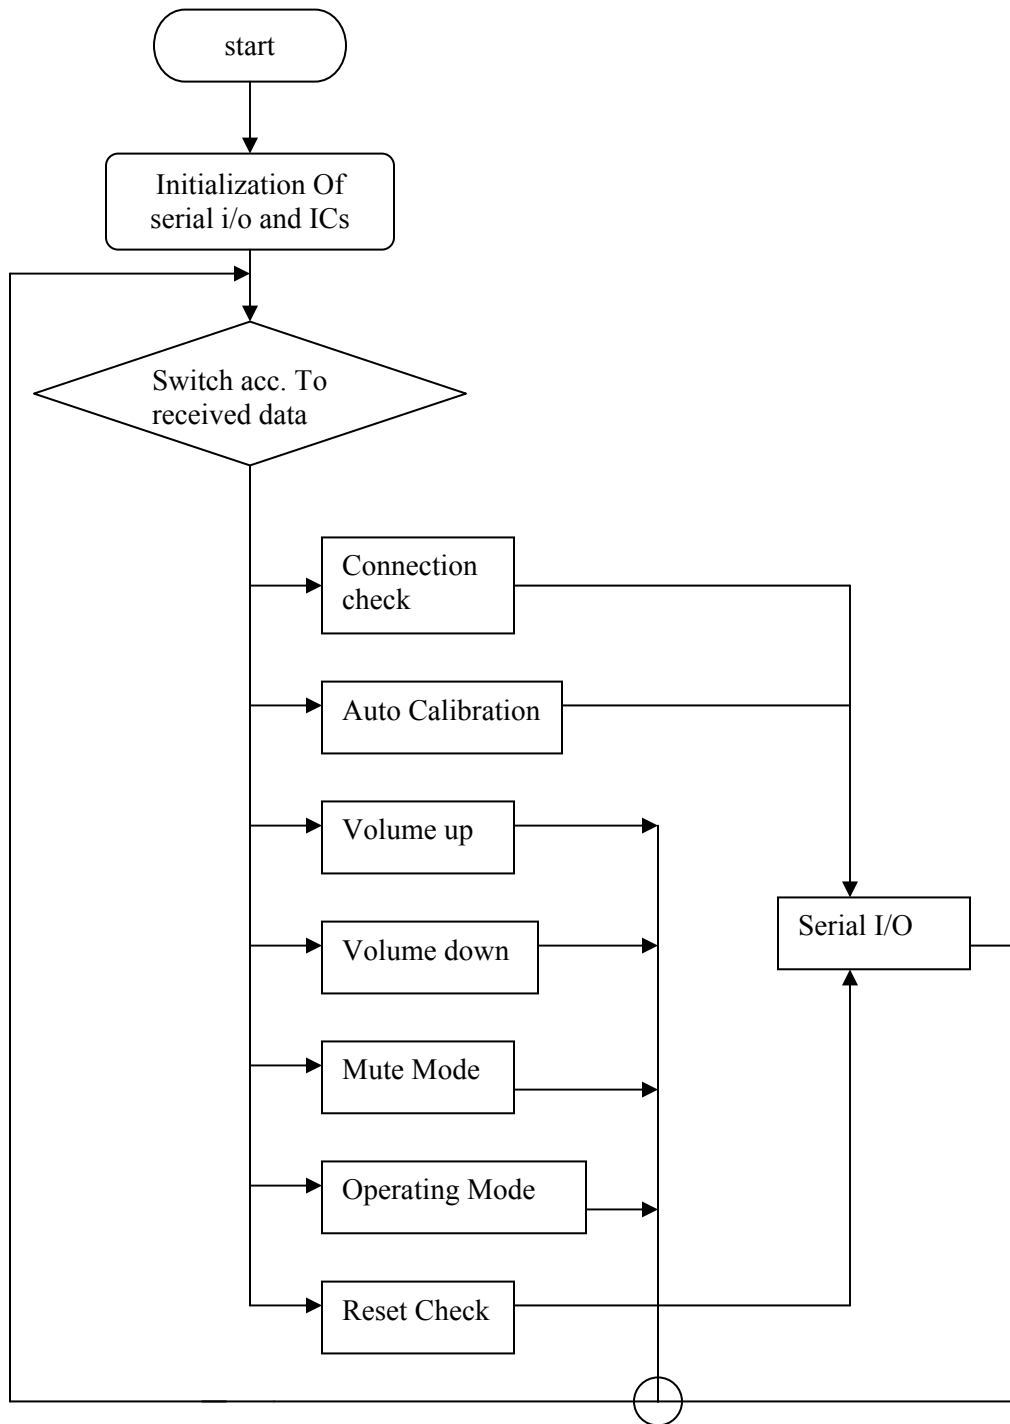 start
Initialization Of
serial i/o and ICs
Switch acc. To
received data
Connection
check
Auto Calibration
Volume up
Serial I/O
Volume down
Mute Mode
Operating Mode
Reset Check